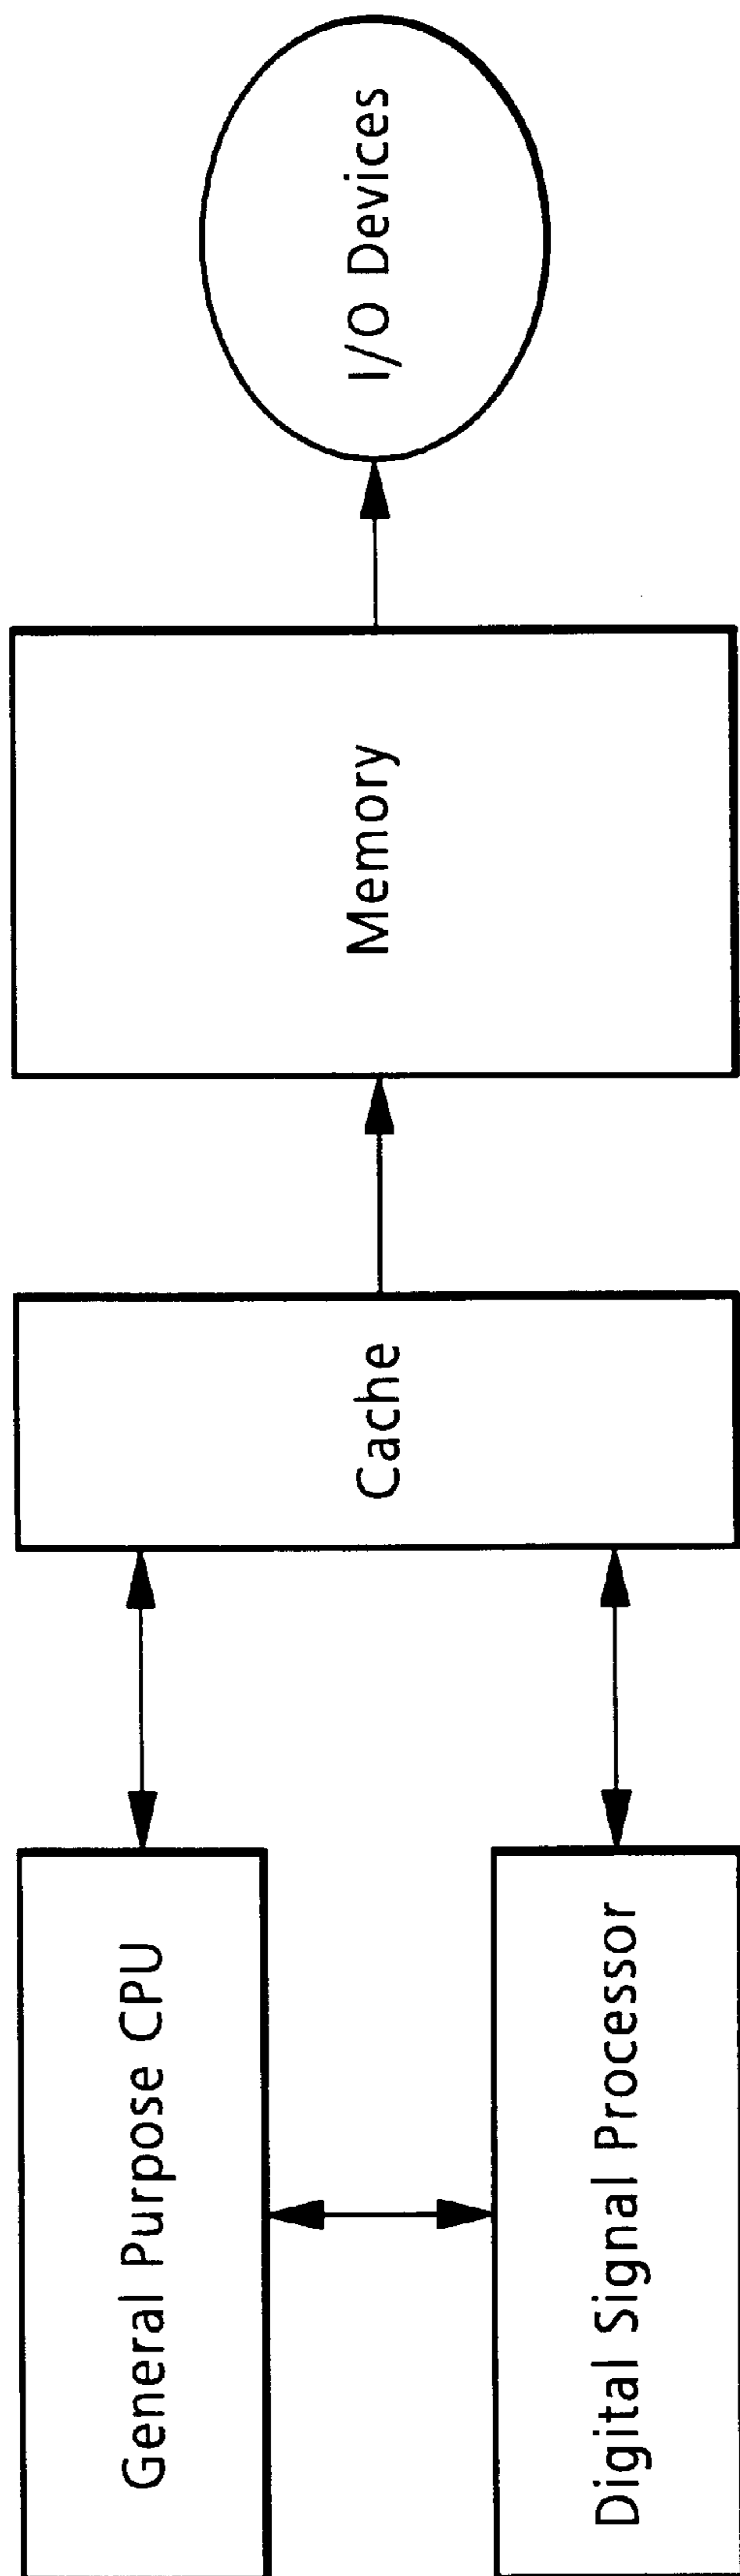 General Purpose CPU
Digital Signal Processor
Cache
Memory
I/O Devices